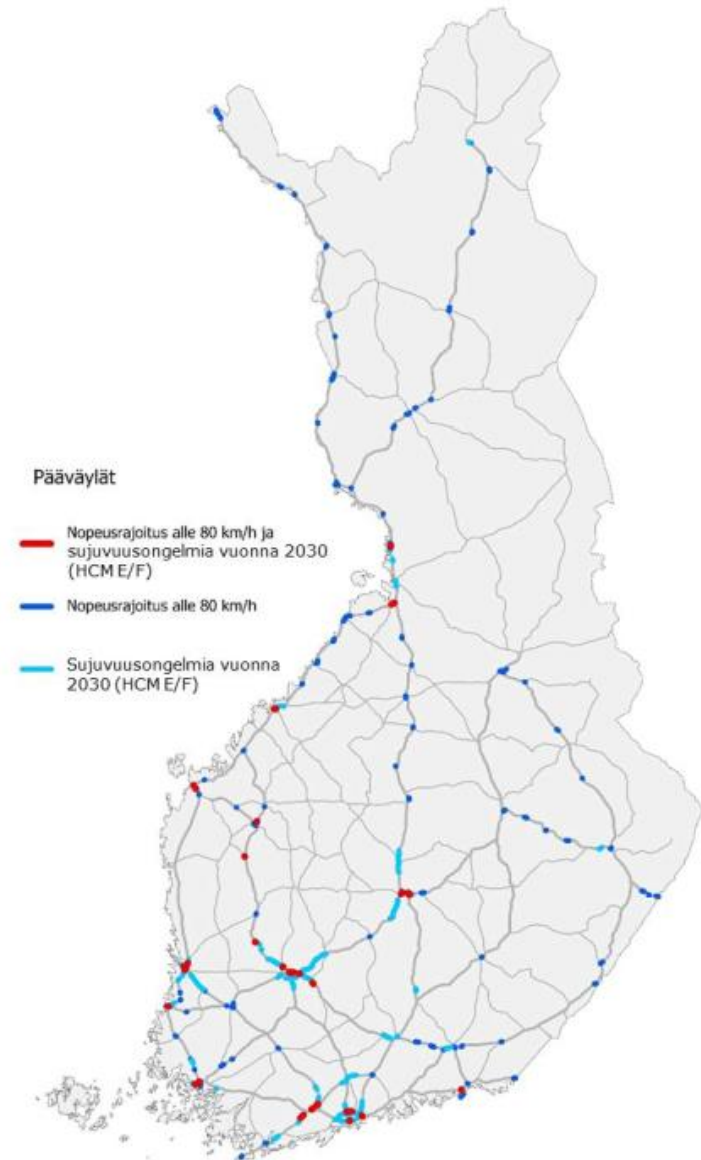 Pääväylät
Nopeusrajoitus alle 80 km/h ja
sujuvuusongelmia vuonna 2030
(HCM E/F)
Nopeusrajoitus alle 80 km/h
Sujuvuusongelmia vuonna
2030 (HCM E/F)